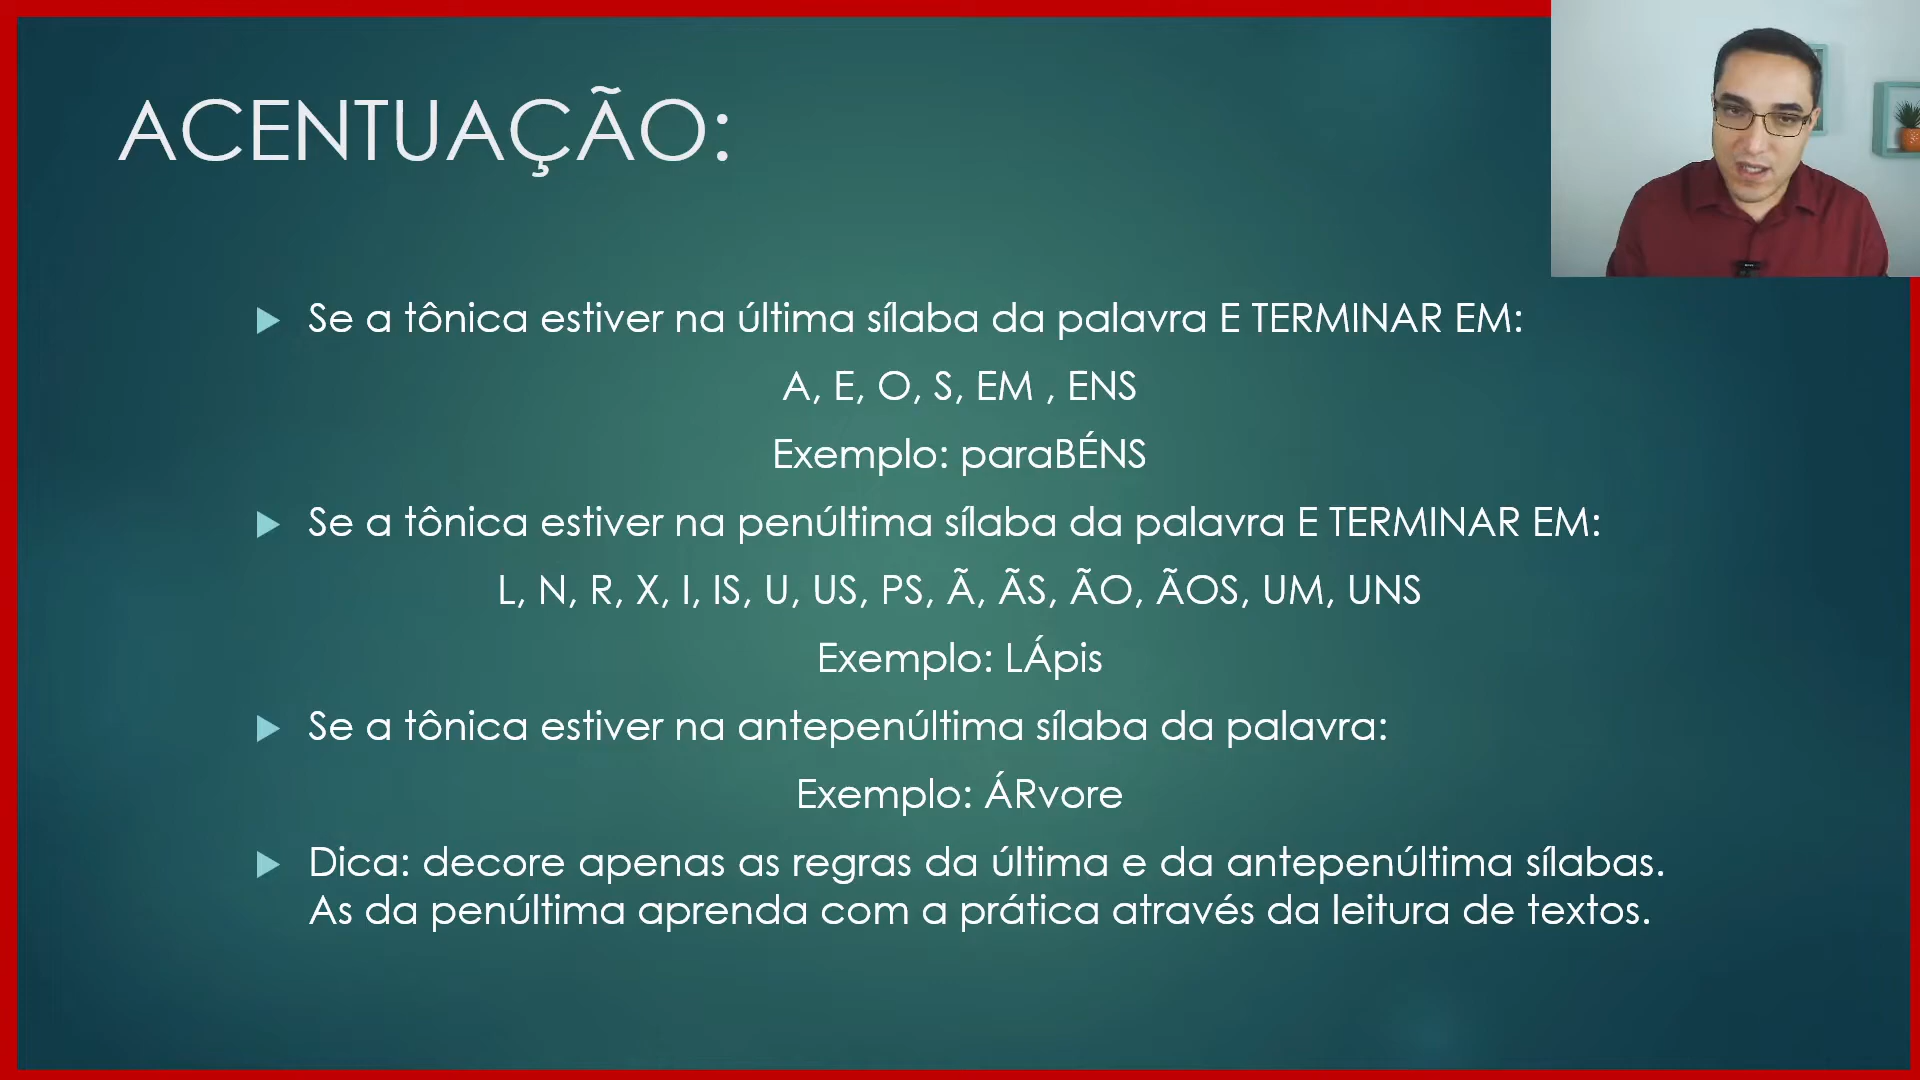 ACENTUAÇÃO:
Se a tônica estiver na última sílaba da palavra E TERMINAR EM:
A, E, O, S, EM , ENS
Exemplo: paraBÉNS
Se a tônica estiver na penúltima sílaba da palavra E TERMINAR EM:
L, N, R, X, I, IS, U, US, PS, Ã, ÃS, ÃO, ÃOS, UM, UNS
Exemplo: LÁpis
Se a tônica estiver na antepenúltima sílaba da palavra:
Exemplo: ÁRvore
Dica: decore apenas as regras da última e da antepenúltima sílabas.
As da penúltima aprenda com a prática através da leitura de textos.